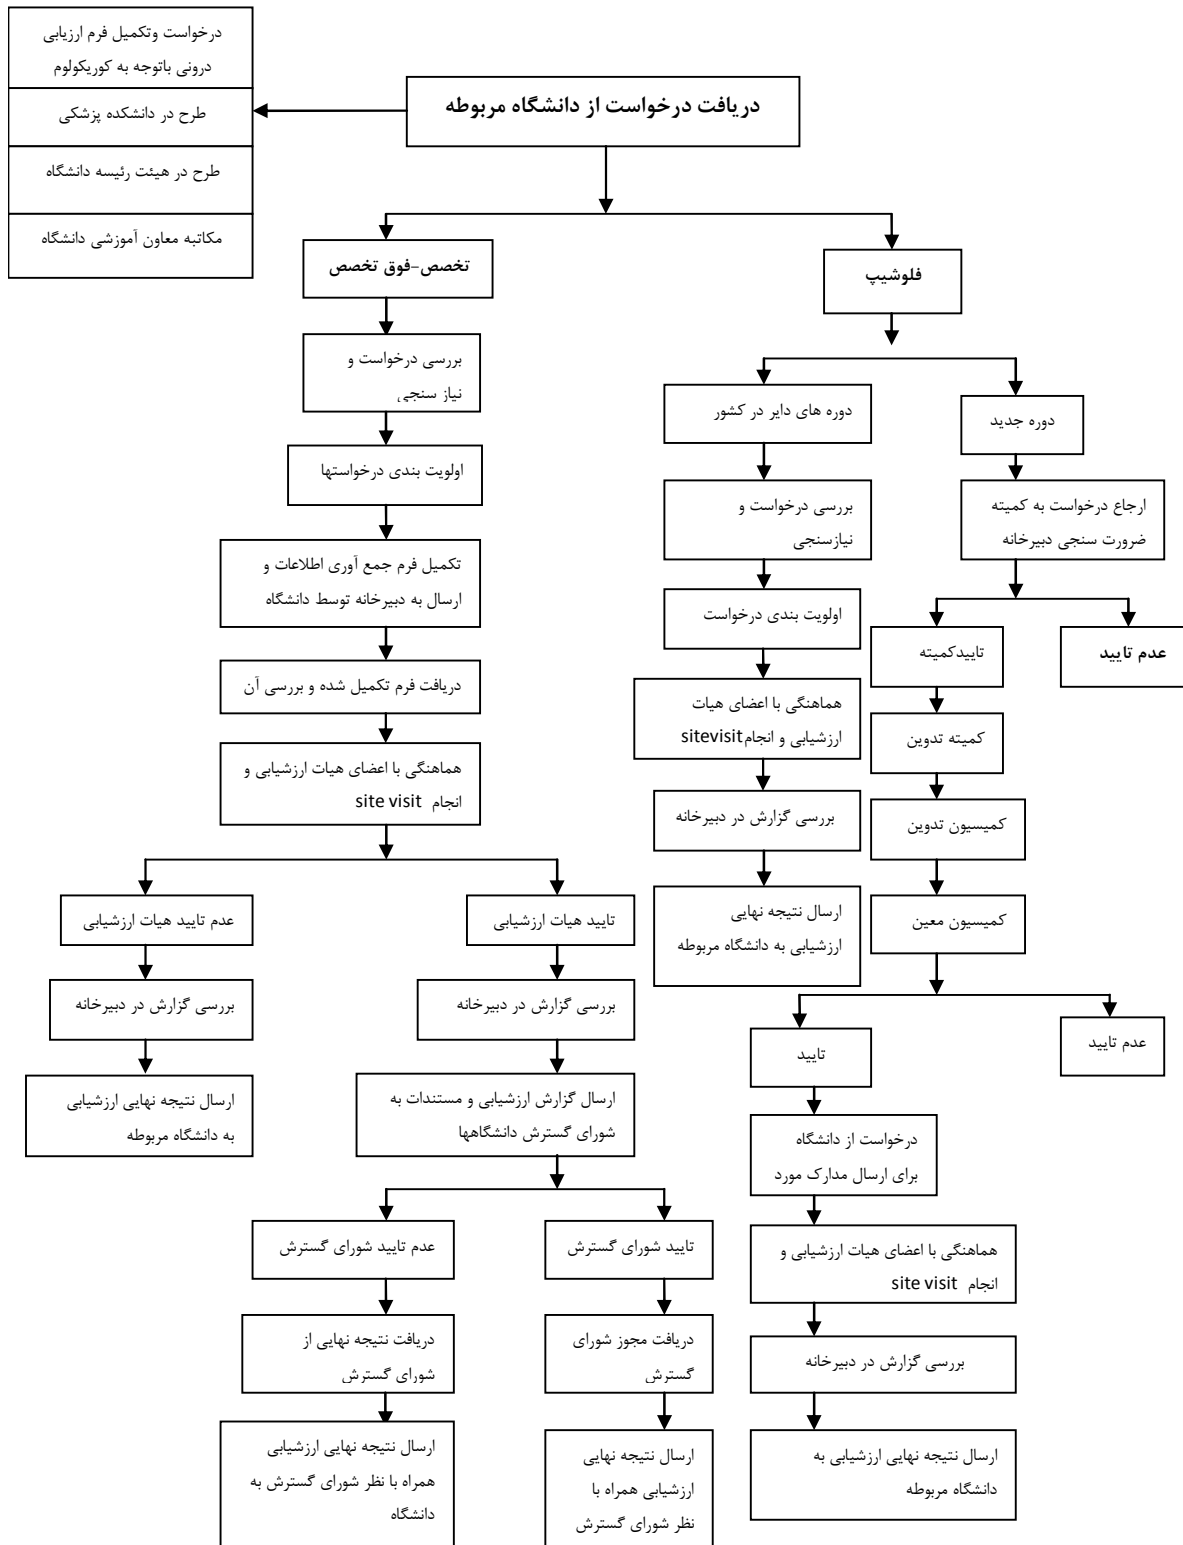 درخواست وتکمیل فرم ارزیابی
درونی باتوجه به کوریکولوم
طرح در دانشکده پزشکی
طرح در هیئت رئیسه دانشگاه
مکاتبه معاون آموزشی دانشگاه
دریافت درخواست از دانشگاه مربوطه
تخصص-فوق تخصص
فلوشیپ
بررسی درخواست و
نیاز سنجی
اولویت بندی درخواستها
تکمیل فرم جمع آوری اطلاعات و
ارسال به دبیرخانه توسط دانشگاه
دریافت فرم تکمیل شده و بررسی آن
هماهنگی با اعضای هیات ارزشیابی و
انجام site visit
عدم تایید هیات ارزشیابی
بررسی گزارش در دبیرخانه
ارسال نتیجه نهایی ارزشیابی
به دانشگاه مربوطه
تایید هیات ارزشیابی
بررسی گزارش در دبیرخانه
ارسال گزارش ارزشیابی و مستندات به
شورای گسترش دانشگاهها
عدم تایید شورای گسترش
دریافت نتیجه نهایی از
شورای گسترش
ارسال نتیجه نهایی ارزشیابی
همراه با نظر شورای گسترش به
دانشگاه
تایید شورای گسترش
دریافت مجوز شورای
گسترش
ارسال نتیجه نهایی
ارزشیابی همراه با
نظر شورای گسترش
دوره های دایر در کشور
بررسی درخواست و
نیازسنجی
اولویت بندی درخواست
هماهنگی با اعضای هیات
ارزشیابی و انجام sitevisit
بررسی گزارش در دبیرخانه
ارسال نتیجه نهایی
ارزشیابی به دانشگاه مربوطه
دوره جدید
ارجاع درخواست به کمیته
ضرورت سنجی دبیرخانه
عدم تایید
تاییدکمیته
کمیته تدوین
کمیسیون تدوین
کمیسیون معین
عدم تایید
تایید
درخواست از دانشگاه
برای ارسال مدارک مورد
هماهنگی با اعضای هیات ارزشیابی و
انجام site visit
بررسی گزارش در دبیرخانه
ارسال نتیجه نهایی ارزشیابی به
دانشگاه مربوطه